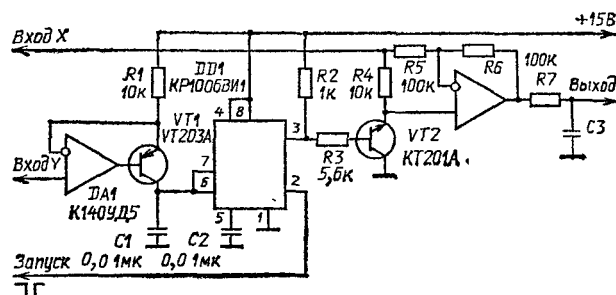 +15В
Вход X
DD1
КР1006ВИ1
R1
10к
R2
1к
R4
10к
R5
100к
R6
100к
R7
Выход
C3
4
8
3
VT1
VT203А
7
6
2
R3
5,6к
VT2
КТ201А
Вход Y
DA1
К140УД5
5
1
C1
C2
Запуск 0,01мк 0,01мк